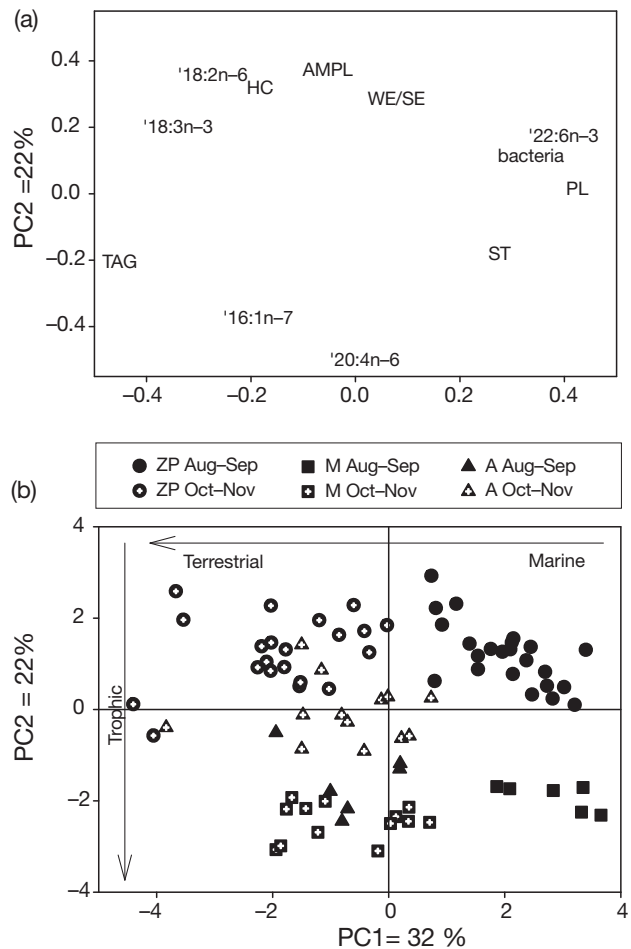 (a)
0.4
0.2
0.0
−0.2
−0.4
PC2 =22%
'18:2n–6
HC
AMPL
WE/SE
'18:3n–3
'22:6n–3
bacteria
PL
ST
TAG
'16:1n–7
'20:4n–6
−0.4 −0.2 0.0 0.2 0.4
ZP Aug–Sep M Aug–Sep A Aug–Sep
ZP Oct–Nov M Oct–Nov A Oct–Nov
(b)
4
2
0
−2
−4
PC2 = 22%
Terrestrial Marine
Trophic
−4 −2 0 2 4
PC1= 32 %